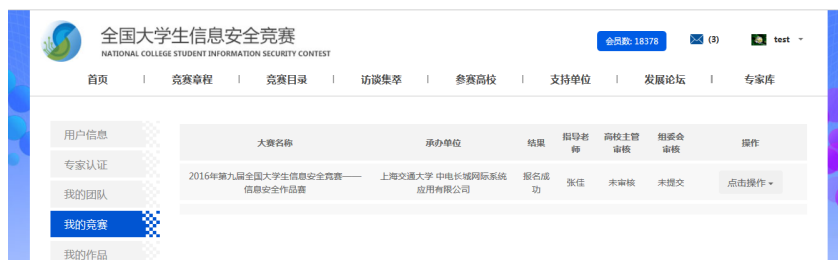 全国大学生信息安全竞赛
NATIONAL COLLEGE STUDENT INFORMATION SECURITY CONTEST
会员数: 18378
(3)
test
首页 | 竞赛章程 | 竞赛目录 | 访谈集萃 | 参赛高校 | 支持单位 | 发展论坛 | 专家库
用户信息
专家认证
我的团队
我的竞赛
我的作品
大赛名称 承办单位 结果 指导老 高校主管 组委会 操作
师 审核 审核
2016年第九届全国大学生信息安全竞赛—— 上海交通大学 中电长城网际系统 报名成 张佳 未审核 未提交 点击操作
信息安全作品赛 应用有限公司 功